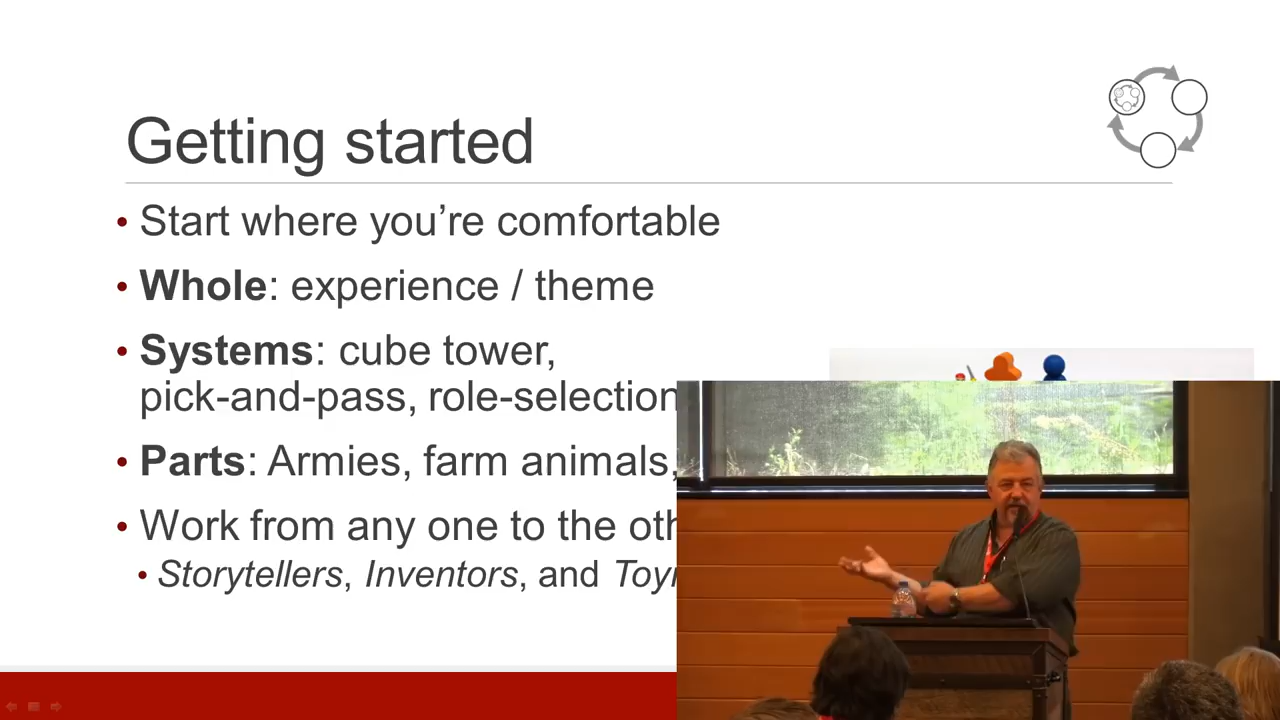 Getting started
• Start where you’re comfortable
• Whole: experience / theme
• Systems: cube tower,
pick-and-pass, role-selection
• Parts: Armies, farm animals,
• Work from any one to the
• Storytellers, Inventors, and